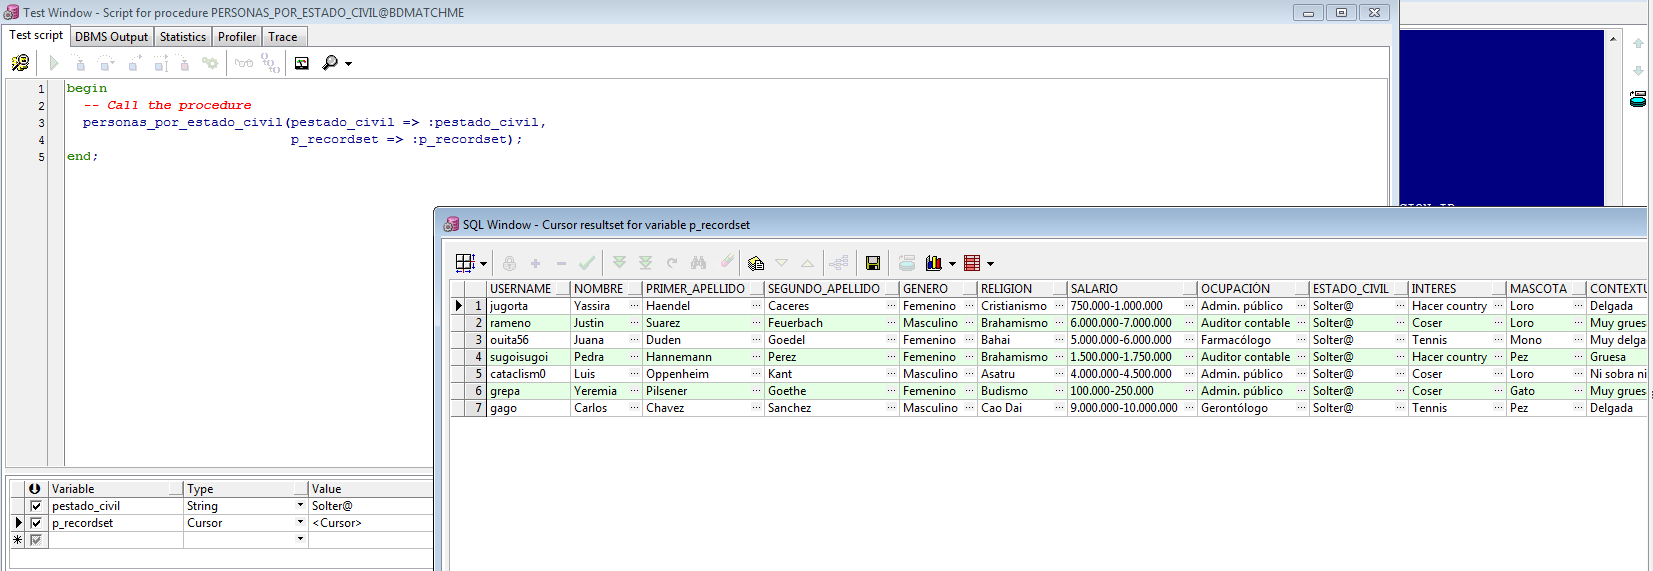 Test Window - Script for procedure PERSONAS_POR_ESTADO_CIVIL@BDMATCHME
Test script DBMS Output Statistics Profiler Trace
1 begin
2 -- Call the procedure
3 personas_por_estado_civil(pestado_civil => :pestado_civil,
4 p_recordset => :p_recordset);
5 end;
SQL Window - Cursor resultset for variable p_recordset
USERNAME NOMBRE PRIMER_APELLIDO SEGUNDO_APELLIDO GENERO RELIGION SALARIO OCUPACIÓN ESTADO_CIVIL INTERES MASCOTA CONTEXTU
1 jugorta Yassira ... Haendel ... Caceres ... Femenino ... Cristianismo ... 750.000-1.000.000 ... Admin. público ... Solter@ ... Hacer country ... Loro ... Delgada
2 rameno Justin ... Suarez ... Feuerbach ... Masculino ... Brahamismo ... 6.000.000-7.000.000 ... Auditor contable ... Solter@ ... Coser ... Loro ... Muy grues
3 ouita56 Juana ... Duden ... Goedel ... Femenino ... Bahai ... 5.000.000-6.000.000 ... Farmacólogo ... Solter@ ... Tennis ... Mono ... Muy delga
4 sugoisugoi Pedra ... Hannemann ... Perez ... Femenino ... Brahamismo ... 1.500.000-1.750.000 ... Auditor contable ... Solter@ ... Hacer country ... Pez ... Gruesa
5 cataclism0 Luis ... Oppenheim ... Kant ... Masculino ... Asatru ... 4.000.000-4.500.000 ... Admin. público ... Solter@ ... Coser ... Loro ... Ni sobra ni
6 grepa Yeremia ... Pilsener ... Goethe ... Femenino ... Budismo ... 100.000-250.000 ... Admin. público ... Solter@ ... Coser ... Gato ... Muy grues
7 gago Carlos ... Chavez ... Sanchez ... Masculino ... Cao Dai ... 9.000.000-10.000.000 ... Gerontólogo ... Solter@ ... Tennis ... Pez ... Delgada
Variable Type Value
pestado_civil String Solter@
p_recordset Cursor <Cursor>